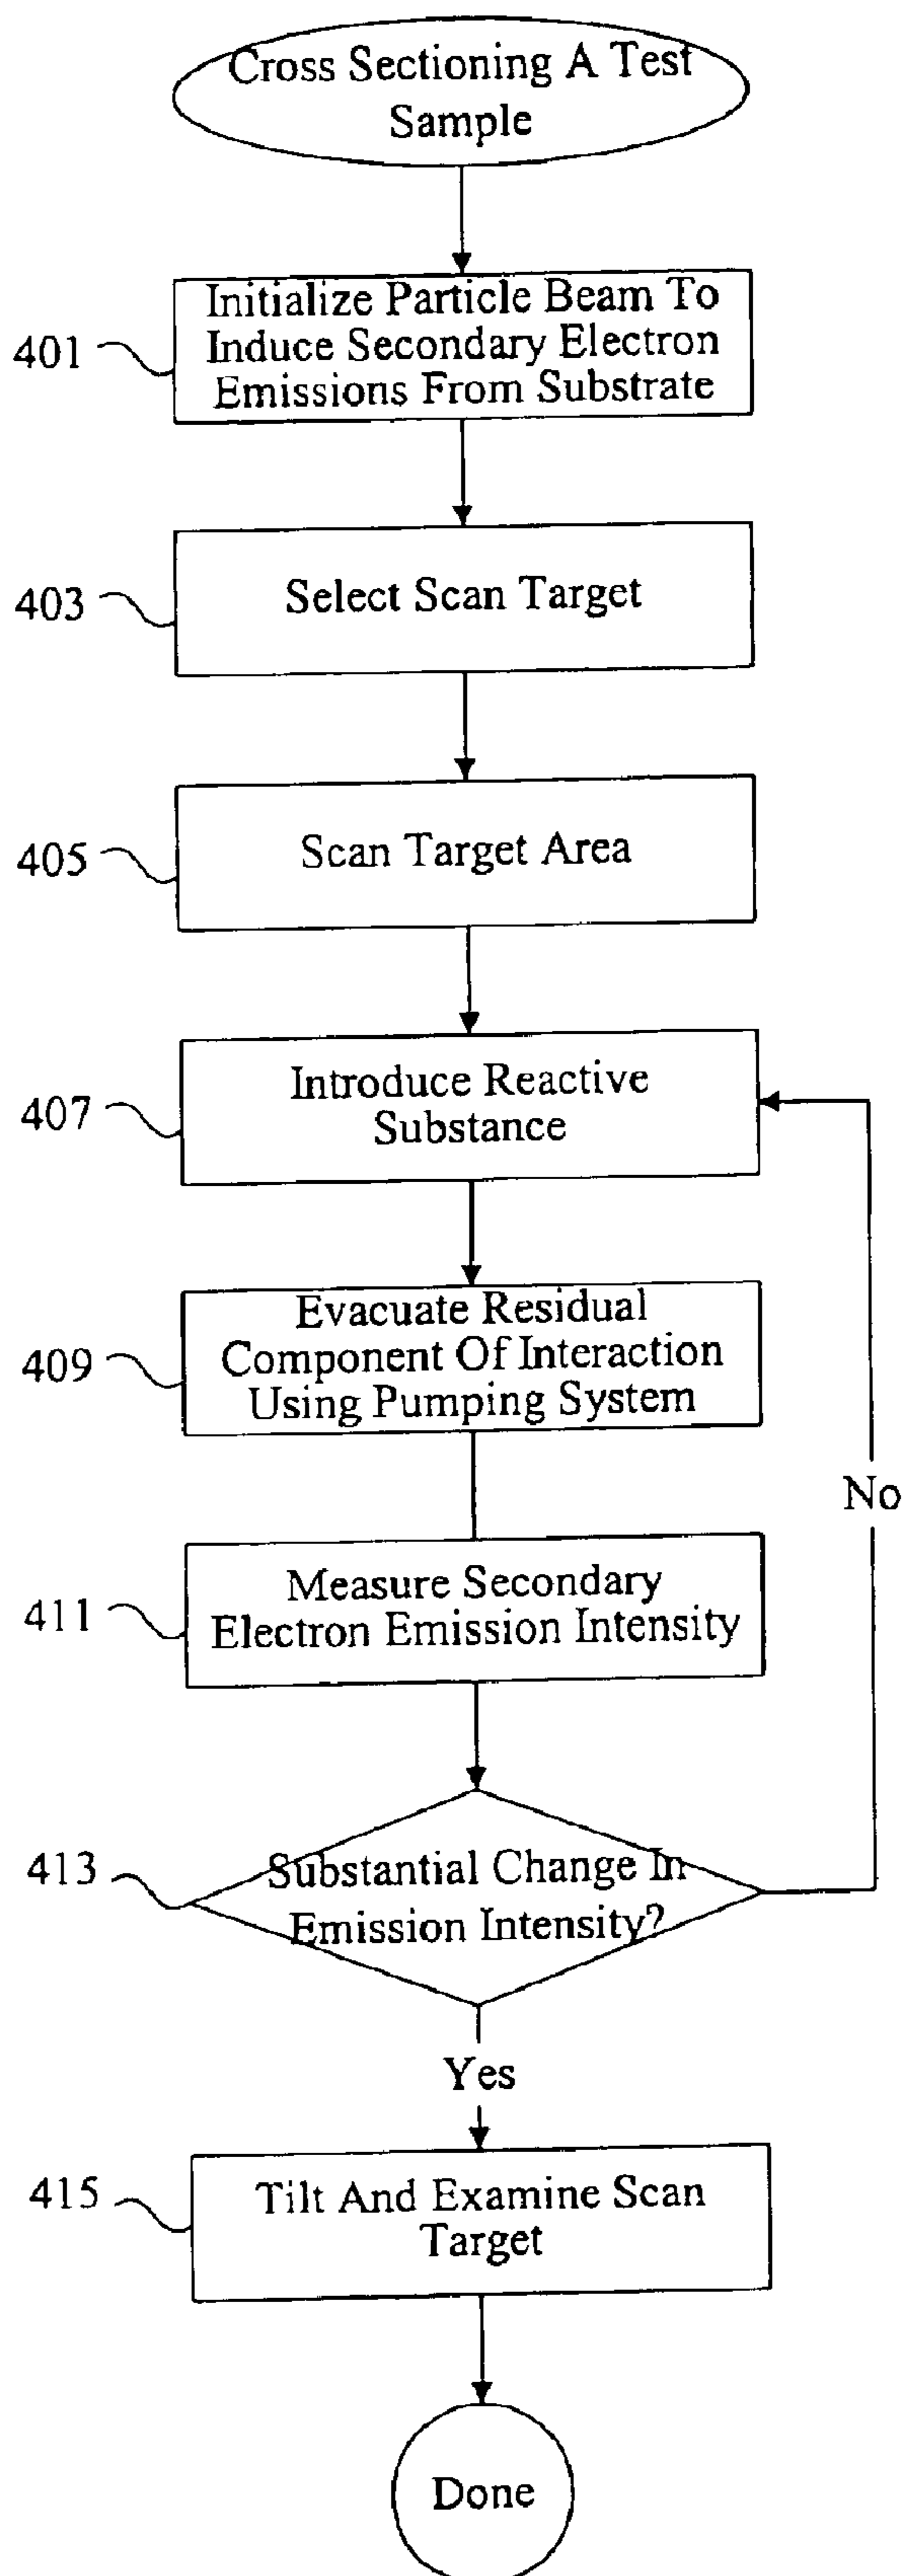 Cross Sectioning A Test
Sample
401
Initialize Particle Beam To
Induce Secondary Electron
Emissions From Substrate
403
Select Scan Target
405
Scan Target Area
407
Introduce Reactive
Substance
409
Evacuate Residual
Component Of Interaction
Using Pumping System
No
411
Measure Secondary
Electron Emission Intensity
413
Substantial Change In
Emission Intensity?
Yes
415
Tilt And Examine Scan
Target
Done